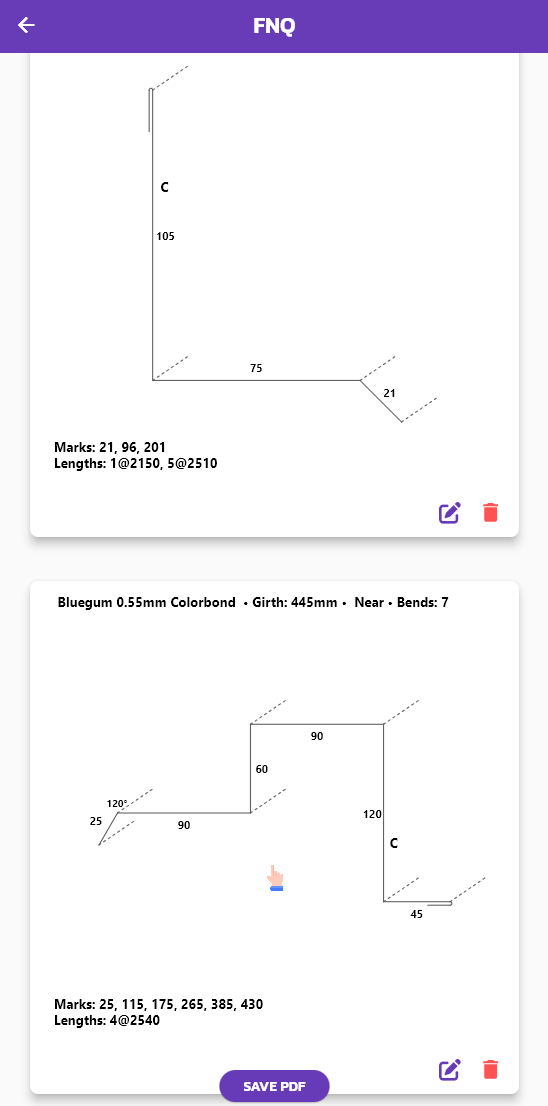 FNQ
C
105
75
21
Marks: 21, 96, 201
Lengths: 1@2150, 5@2510
Bluegum 0.55mm Colorbond • Girth: 445mm • Near • Bends: 7
90
60
120°
25
90
120
C
45
Marks: 25, 115, 175, 265, 385, 430
Lengths: 4@2540
SAVE PDF